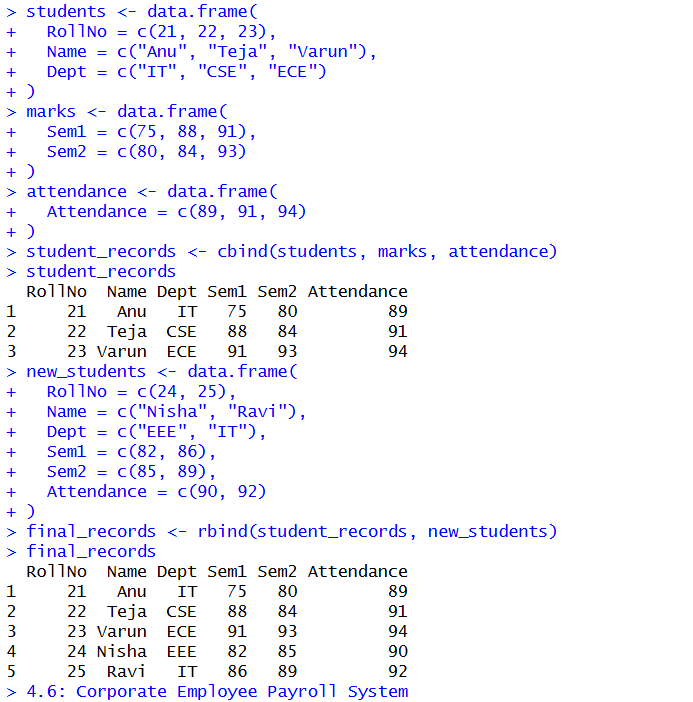 > students <- data.frame(
+   RollNo = c(21, 22, 23),
+   Name = c("Anu", "Teja", "Varun"),
+   Dept = c("IT", "CSE", "ECE")
+ )
> marks <- data.frame(
+   Sem1 = c(75, 88, 91),
+   Sem2 = c(80, 84, 93)
+ )
> attendance <- data.frame(
+   Attendance = c(89, 91, 94)
+ )
> student_records <- cbind(students, marks, attendance)
> student_records
  RollNo  Name Dept Sem1 Sem2 Attendance
1     21   Anu   IT   75   80         89
2     22  Teja  CSE   88   84         91
3     23 Varun  ECE   91   93         94
> new_students <- data.frame(
+   RollNo = c(24, 25),
+   Name = c("Nisha", "Ravi"),
+   Dept = c("EEE", "IT"),
+   Sem1 = c(82, 86),
+   Sem2 = c(85, 89),
+   Attendance = c(90, 92)
+ )
> final_records <- rbind(student_records, new_students)
> final_records
  RollNo  Name Dept Sem1 Sem2 Attendance
1     21   Anu   IT   75   80         89
2     22  Teja  CSE   88   84         91
3     23 Varun  ECE   91   93         94
4     24 Nisha  EEE   82   85         90
5     25  Ravi   IT   86   89         92
> 4.6: Corporate Employee Payroll System